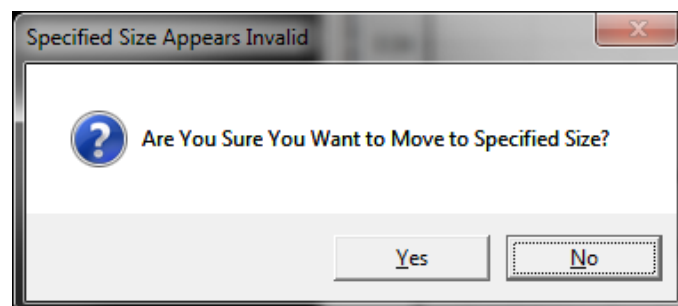 Specified Size Appears Invalid
Are You Sure You Want to Move to Specified Size?
Yes
No